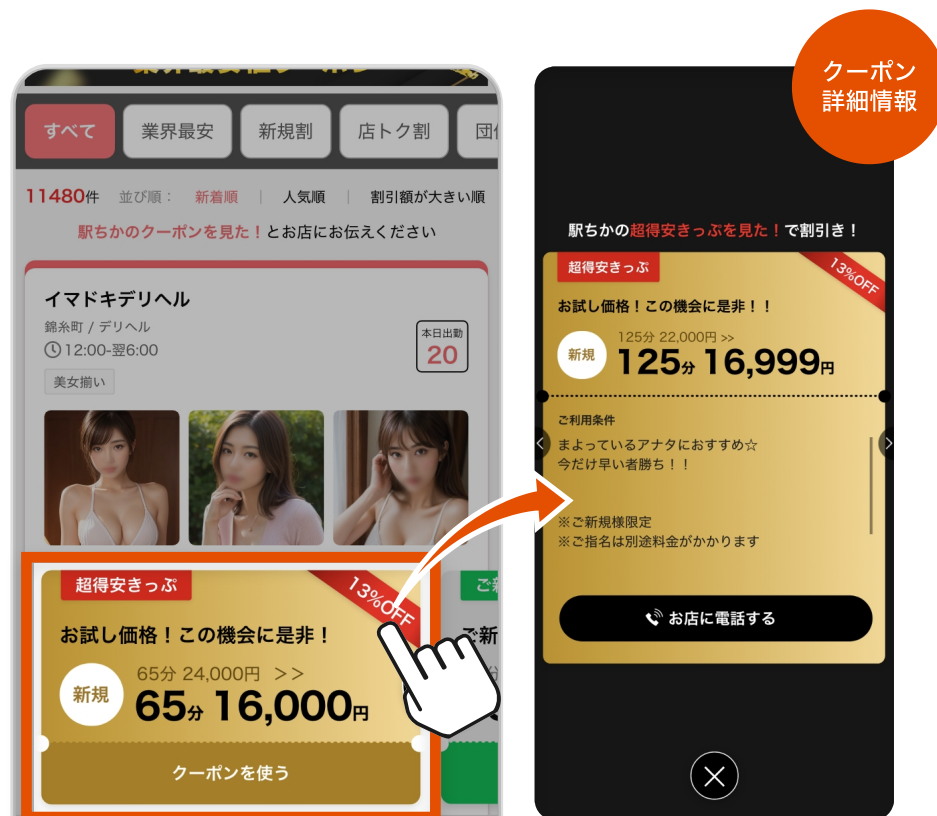 クーポン
詳細情報
すべて
業界最安
新規割
店トク割
11480件 並び順： 新着順 | 人気順 | 割引額が大きい順
駅ちかのクーポンを見た！とお店にお伝えください
イマドキデリヘル
錦糸町 / デリヘル
12:00-翌6:00
美女揃い
本日出勤
20
超得安きっぷ
13%OFF
お試し価格！この機会に是非！
新規
65分 24,000円 >>
65分 16,000円
クーポンを使う
駅ちかの超得安きっぷを見た！で割引き！
超得安きっぷ
13%OFF
お試し価格！この機会に是非！！
新規
125分 22,000円 >>
125分 16,999円
ご利用条件
まよっているアナタにおすすめ☆
今だけ早い者勝ち！！
※ご新規様限定
※ご指名は別途料金がかかります
お店に電話する